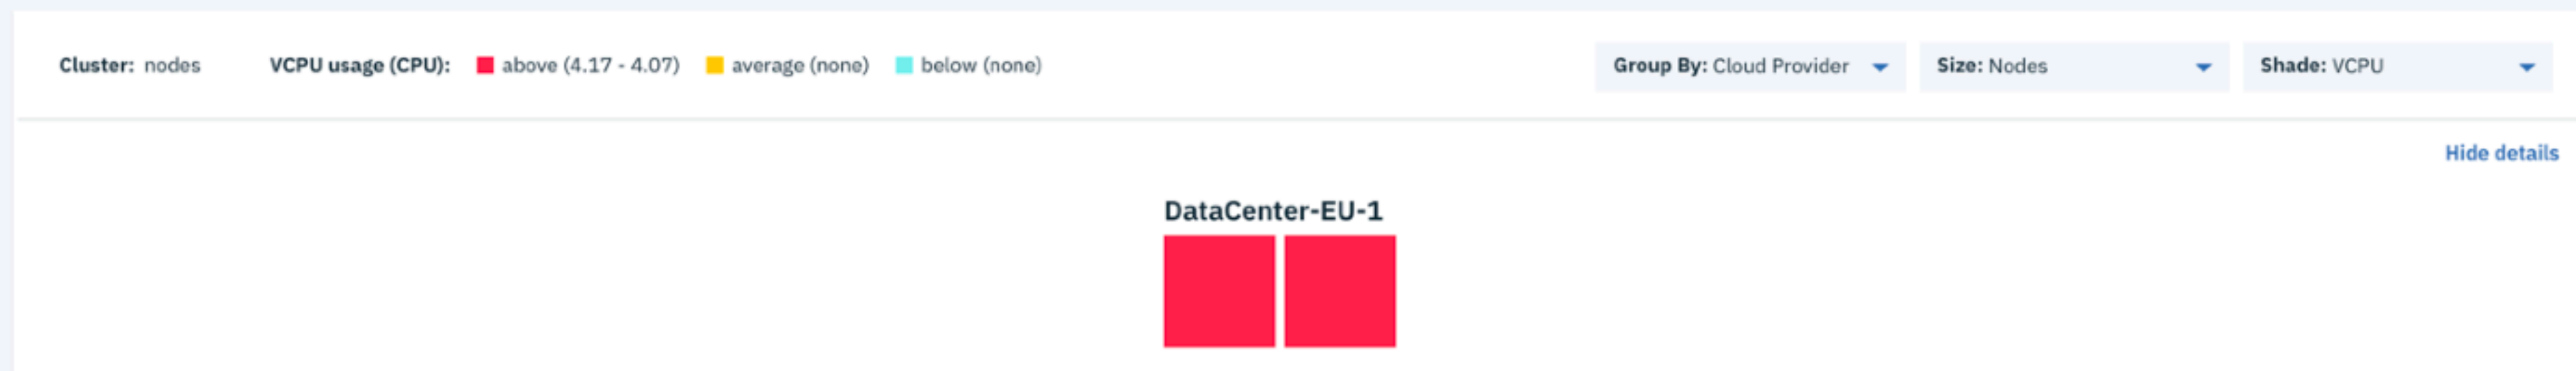 Cluster: nodes VCPU usage (CPU): above (4.17 - 4.07) average (none) below (none) Group By: Cloud Provider Size: Nodes Shade: VCPU
Hide details
DataCenter-EU-1